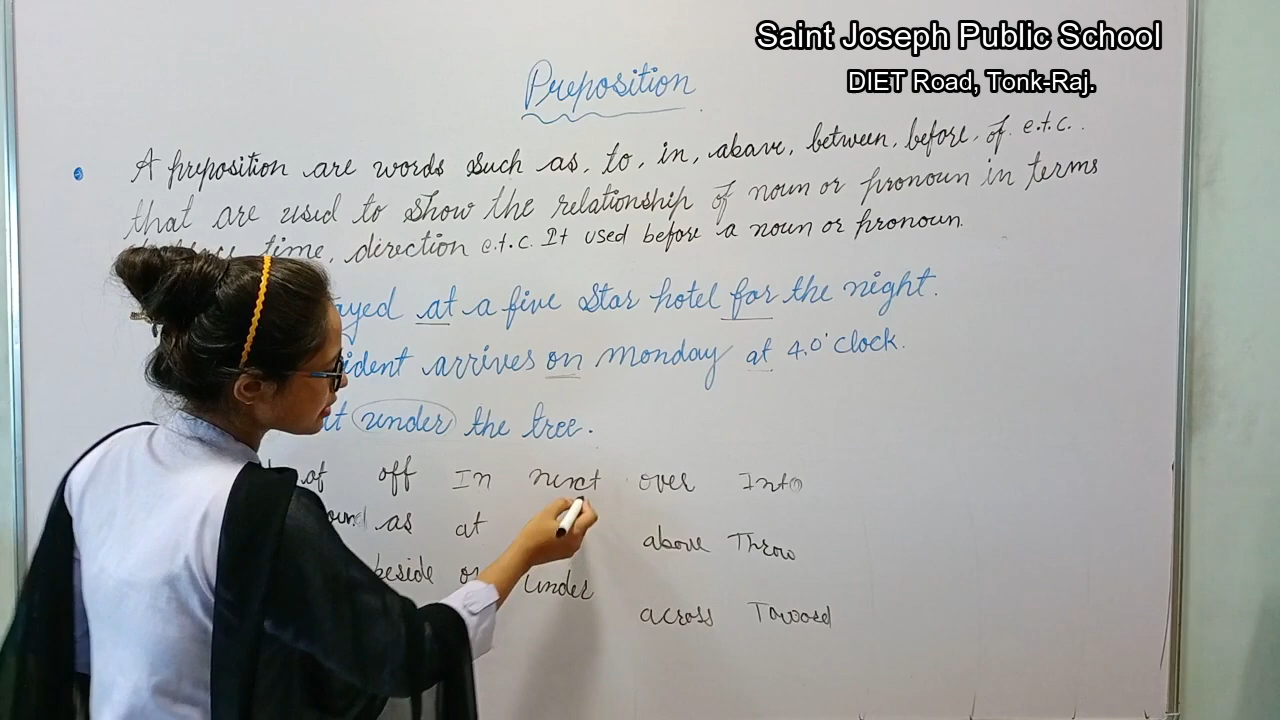 Saint Joseph Public School
DIET Road, Tonk-Raj.
Preposition
A preposition are words such as, to, in, above, between, before, of. e.t.c..
that are used to show the relationship of noun or pronoun in terms
time, direction e.t.c. It used before a noun or pronoun.
ayed at a five Star hotel for the night.
ident arrives on Monday at 4.0'clock.
under the tree.
of off In next over Into
ound as at above Throw
beside on Under
across Toward